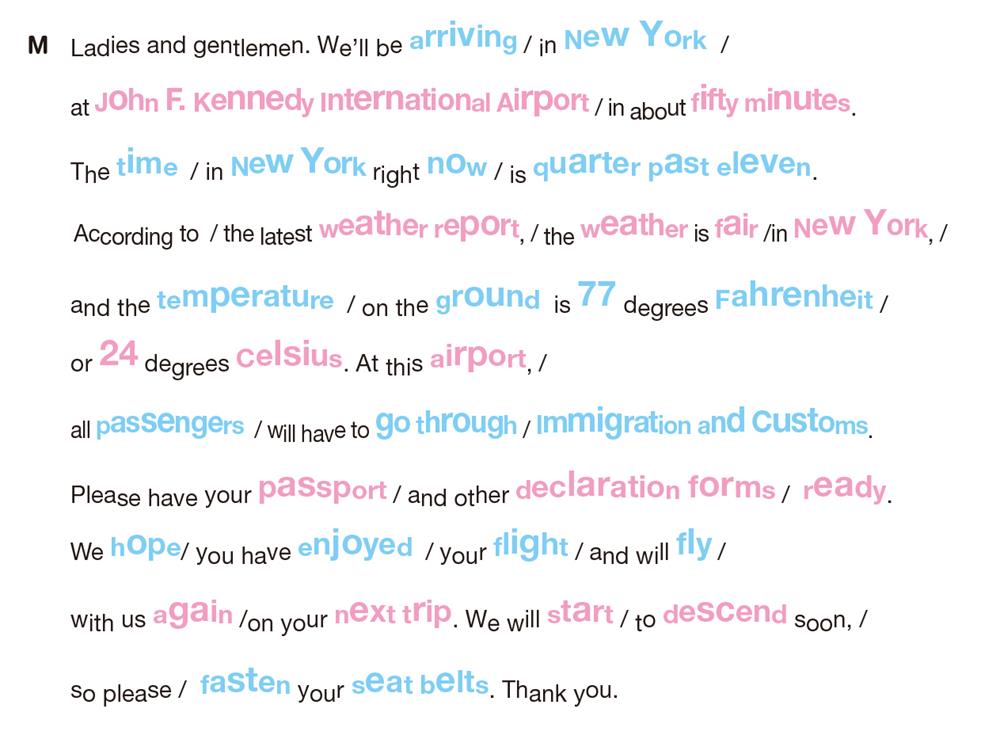 M Ladies and gentlemen. We'll be arriving / in New York /
at John F. Kennedy International Airport / in about fifty minutes.
The time / in New York right now / is quarter past eleven.
According to / the latest weather report, / the weather is fair /in New York, /
and the temperature / on the ground is 77 degrees Fahrenheit /
or 24 degrees Celsius. At this airport, /
all passengers / will have to go through / Immigration and Customs.
Please have your passport / and other declaration forms / ready.
We hope/ you have enjoyed / your flight / and will fly /
with us again /on your next trip. We will start / to descend soon, /
so please / fasten your seat belts. Thank you.